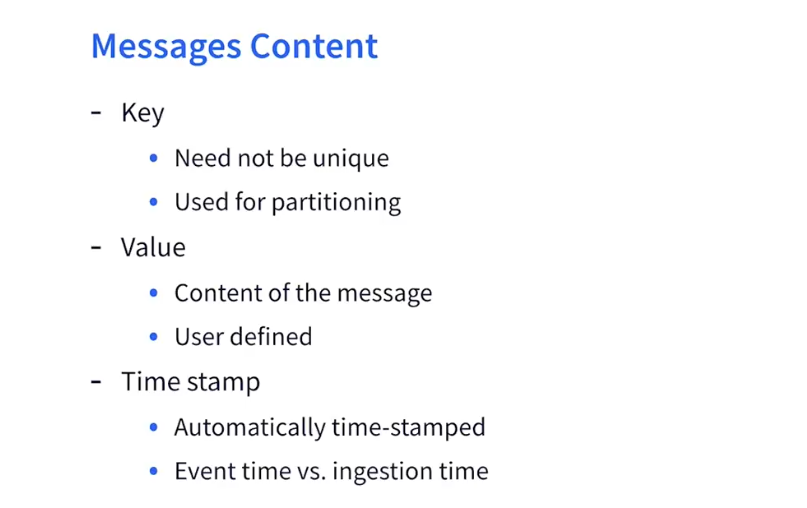 Messages Content
- Key
• Need not be unique
• Used for partitioning
- Value
• Content of the message
• User defined
- Time stamp
• Automatically time-stamped
• Event time vs. ingestion time